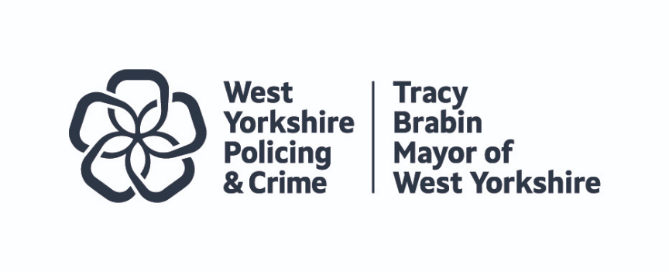 West
Yorkshire
Policing
& Crime
Tracy
Brabin
Mayor of
West Yorkshire